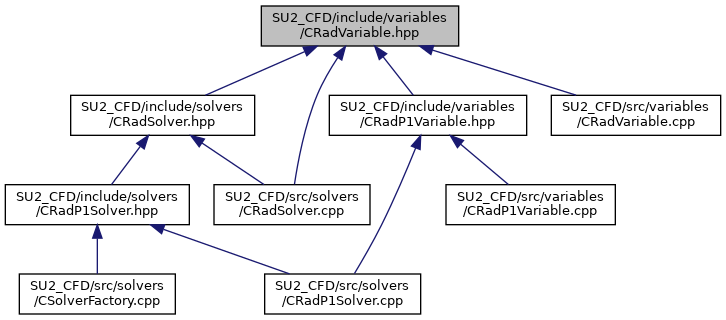 SU2_CFD/include/variables
/CRadVariable.hpp
SU2_CFD/include/solvers
/CRadSolver.hpp
SU2_CFD/include/variables
/CRadP1Variable.hpp
SU2_CFD/src/variables
/CRadVariable.cpp
SU2_CFD/include/solvers
/CRadP1Solver.hpp
SU2_CFD/src/solvers
/CRadSolver.cpp
SU2_CFD/src/variables
/CRadP1Variable.cpp
SU2_CFD/src/solvers
/CSolverFactory.cpp
SU2_CFD/src/solvers
/CRadP1Solver.cpp